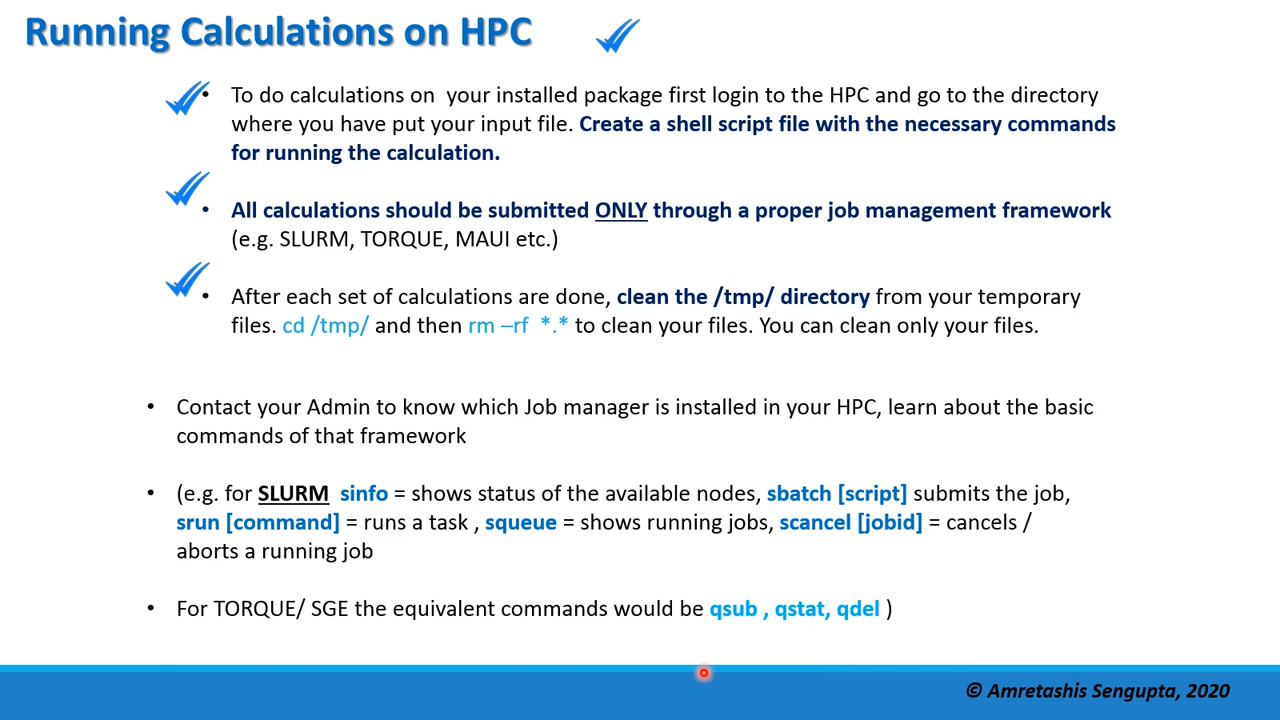 Running Calculations on HPC
• To do calculations on your installed package first login to the HPC and go to the directory
where you have put your input file. Create a shell script file with the necessary commands
for running the calculation.
• All calculations should be submitted ONLY through a proper job management framework
(e.g. SLURM, TORQUE, MAUI etc.)
• After each set of calculations are done, clean the /tmp/ directory from your temporary
files. cd /tmp/ and then rm –rf *.* to clean your files. You can clean only your files.
• Contact your Admin to know which Job manager is installed in your HPC, learn about the basic
commands of that framework
• (e.g. for SLURM sinfo = shows status of the available nodes, sbatch [script] submits the job,
srun [command] = runs a task , squeue = shows running jobs, scancel [jobid] = cancels /
aborts a running job
• For TORQUE/ SGE the equivalent commands would be qsub , qstat, qdel )
© Amretashis Sengupta, 2020